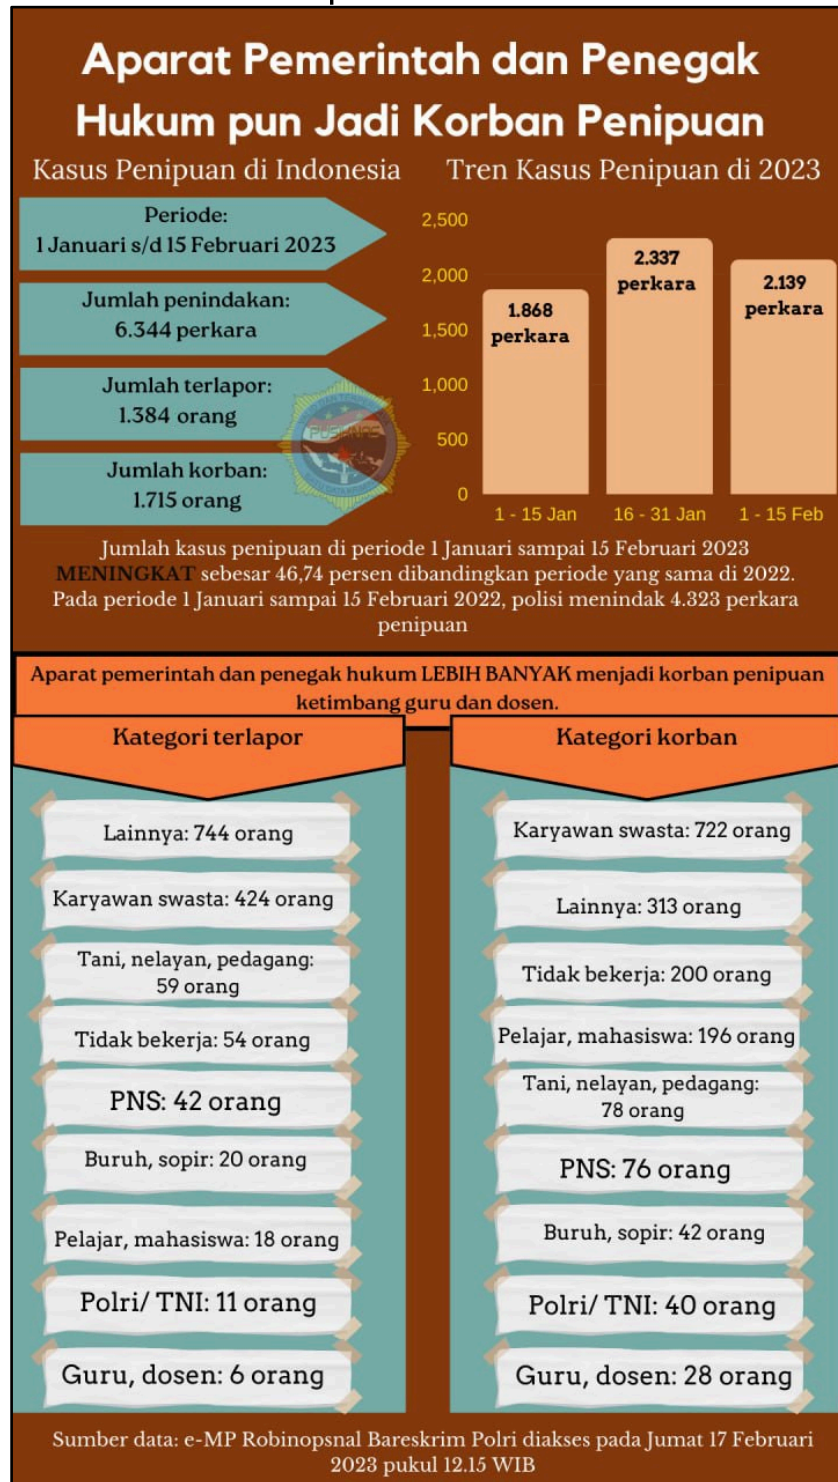 Aparat Pemerintah dan Penegak
Hukum pun Jadi Korban Penipuan
Kasus Penipuan di Indonesia
Periode:
1 Januari s/d 15 Februari 2023
Jumlah penindakan:
6.344 perkara
Jumlah terlapor:
1.384 orang
Jumlah korban:
1.715 orang
PUSIKNAS
Tren Kasus Penipuan di 2023
2,500
2,000
1,500
1,000
500
0
1.868
perkara
2.337
perkara
2.139
perkara
1 - 15 Jan
16 - 31 Jan
1 - 15 Feb
Jumlah kasus penipuan di periode 1 Januari sampai 15 Februari 2023
MENINGKAT sebesar 46,74 persen dibandingkan periode yang sama di 2022.
Pada periode 1 Januari sampai 15 Februari 2022, polisi menindak 4.323 perkara
penipuan
Aparat pemerintah dan penegak hukum LEBIH BANYAK menjadi korban penipuan
ketimbang guru dan dosen.
Kategori terlapor
Lainnya: 744 orang
Karyawan swasta: 424 orang
Tani, nelayan, pedagang:
59 orang
Tidak bekerja: 54 orang
PNS: 42 orang
Buruh, sopir: 20 orang
Pelajar, mahasiswa: 18 orang
Polri/ TNI: 11 orang
Guru, dosen: 6 orang
Kategori korban
Karyawan swasta: 722 orang
Lainnya: 313 orang
Tidak bekerja: 200 orang
Pelajar, mahasiswa: 196 orang
Tani, nelayan, pedagang:
78 orang
PNS: 76 orang
Buruh, sopir: 42 orang
Polri/ TNI: 40 orang
Guru, dosen: 28 orang
Sumber data: e-MP Robinopsnal Bareskrim Polri diakses pada Jumat 17 Februari
2023 pukul 12.15 WIB